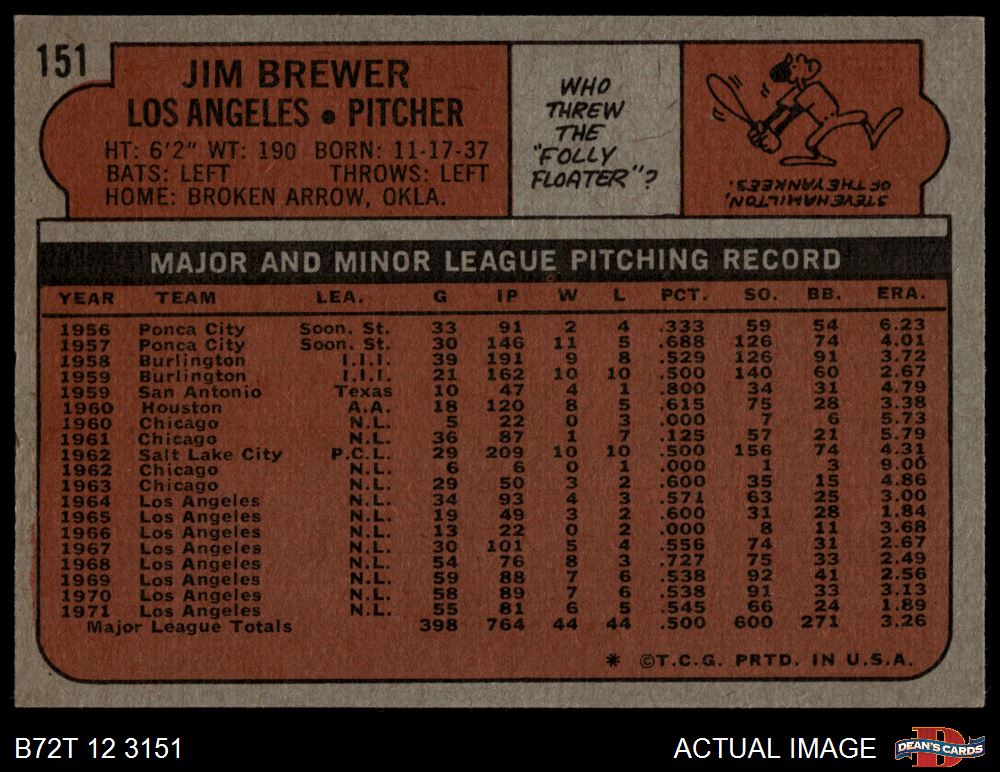 151
JIM BREWER
LOS ANGELES • PITCHER
HT: 6'2" WT: 190 BORN: 11-17-37
BATS: LEFT THROWS: LEFT
HOME: BROKEN ARROW, OKLA.
WHO
THREW
THE
"FOLLY
FLOATER"?
STEVE HAMILTON,
OF THE YANKEES.
MAJOR AND MINOR LEAGUE PITCHING RECORD
YEAR TEAM LEA. G IP W L PCT. SO. BB. ERA.
1956 Ponca City Soon. St. 33 91 2 4 .333 59 54 6.23
1957 Ponca City Soon. St. 30 146 11 5 .688 126 74 4.01
1958 Burlington I.I.I. 39 191 9 8 .529 126 91 3.72
1959 Burlington I.I.I. 21 162 10 10 .500 140 60 2.67
1959 San Antonio Texas 10 47 4 1 .800 34 31 4.79
1960 Houston A.A. 18 120 8 5 .615 75 28 3.38
1960 Chicago N.L. 5 22 0 3 .000 7 6 5.73
1961 Chicago N.L. 36 87 1 7 .125 57 21 5.79
1962 Salt Lake City P.C.L. 29 209 10 10 .500 156 74 4.31
1962 Chicago N.L. 6 6 0 1 .000 1 3 9.00
1963 Chicago N.L. 29 50 3 2 .600 35 15 4.86
1964 Los Angeles N.L. 34 93 4 3 .571 63 25 3.00
1965 Los Angeles N.L. 19 49 3 2 .600 31 28 1.84
1966 Los Angeles N.L. 13 22 0 2 .000 8 11 3.68
1967 Los Angeles N.L. 30 101 5 4 .556 74 31 2.67
1968 Los Angeles N.L. 54 76 8 3 .727 75 33 2.49
1969 Los Angeles N.L. 59 88 7 6 .538 92 41 2.56
1970 Los Angeles N.L. 58 89 7 6 .538 91 33 3.13
1971 Los Angeles N.L. 55 81 6 5 .545 66 24 1.89
Major League Totals 398 764 44 44 .500 600 271 3.26
* ©T.C.G. PRTD. IN U.S.A.
B72T 12 3151 ACTUAL IMAGE D DEAN'S CARDS